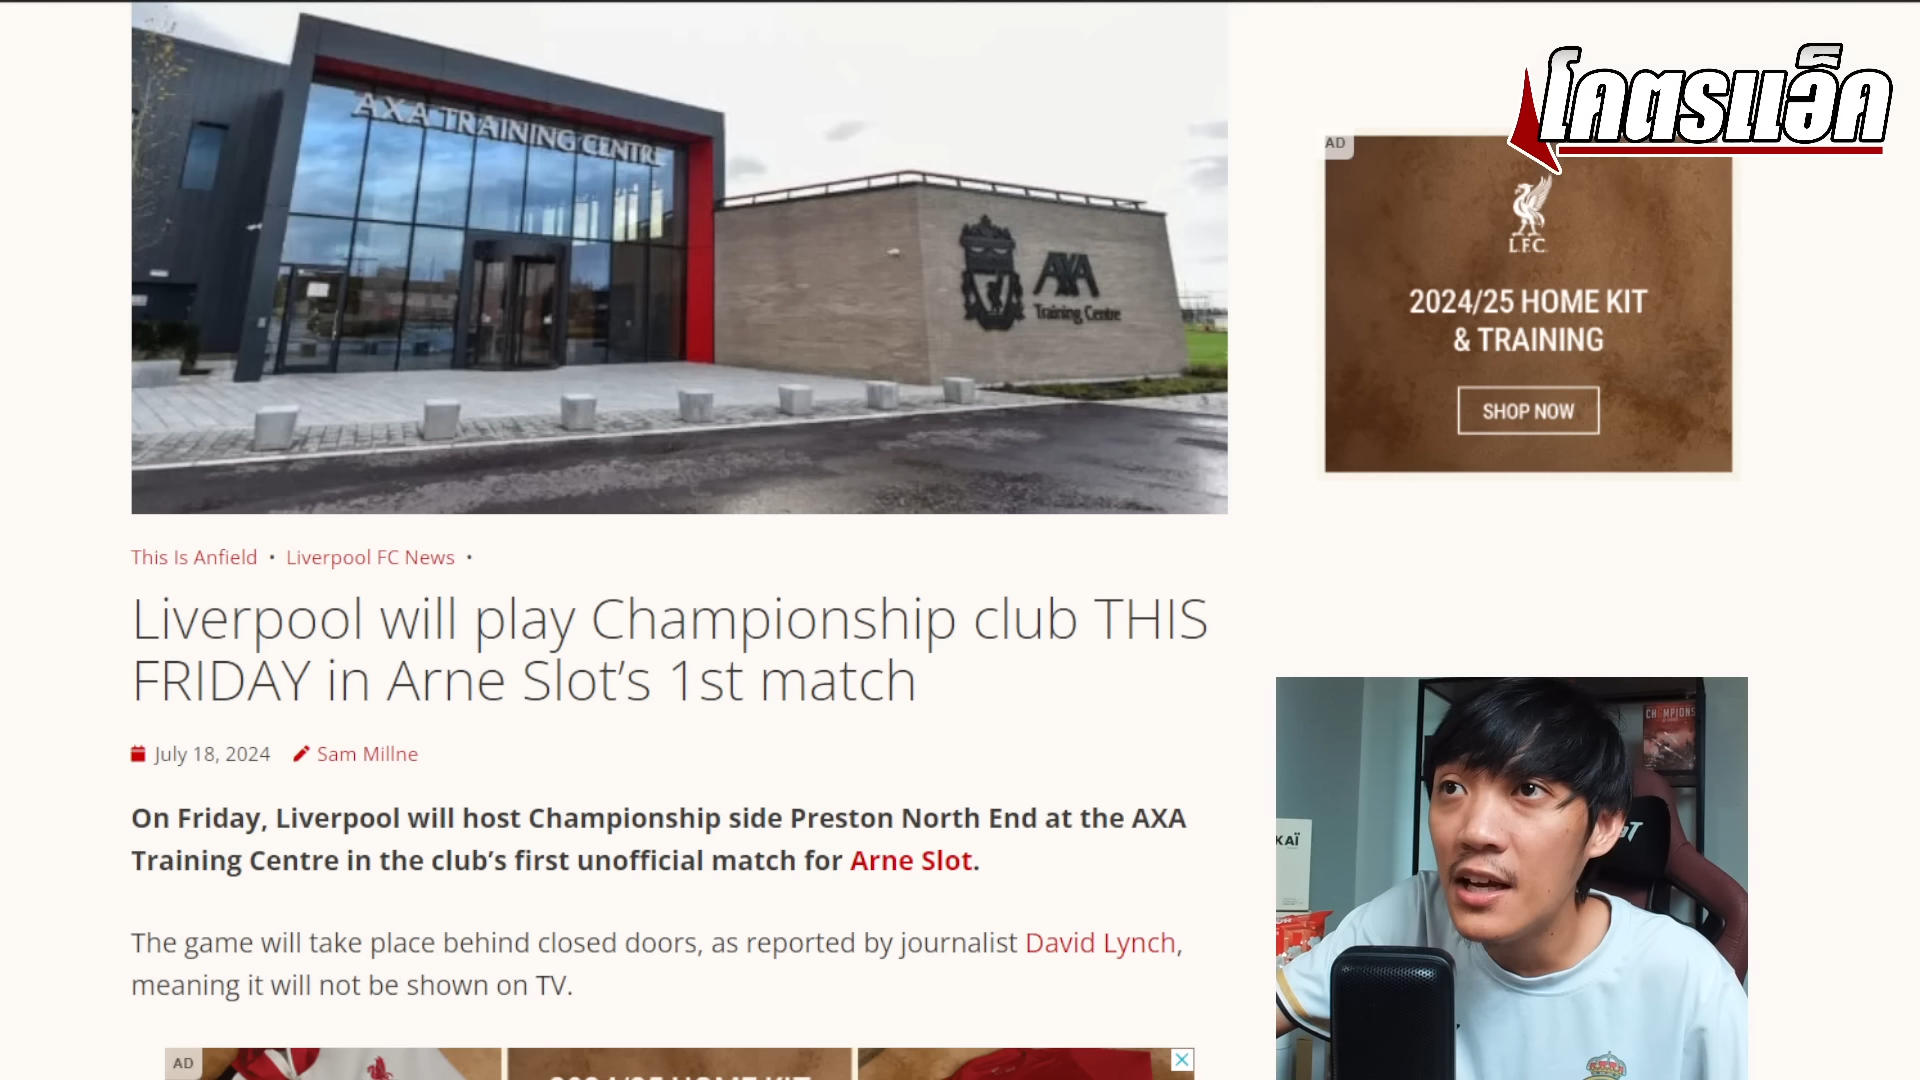 AXA TRAINING CENTRE
AXA
Training Centre
โคตรแอ็ค
AD
L.F.C.
2024/25 HOME KIT
& TRAINING
SHOP NOW
This Is Anfield • Liverpool FC News •
Liverpool will play Championship club THIS
FRIDAY in Arne Slot’s 1st match
July 18, 2024 Sam Millne
On Friday, Liverpool will host Championship side Preston North End at the AXA
Training Centre in the club’s first unofficial match for Arne Slot.
The game will take place behind closed doors, as reported by journalist David Lynch,
meaning it will not be shown on TV.
AD
CHAMPIONS
KAÏ